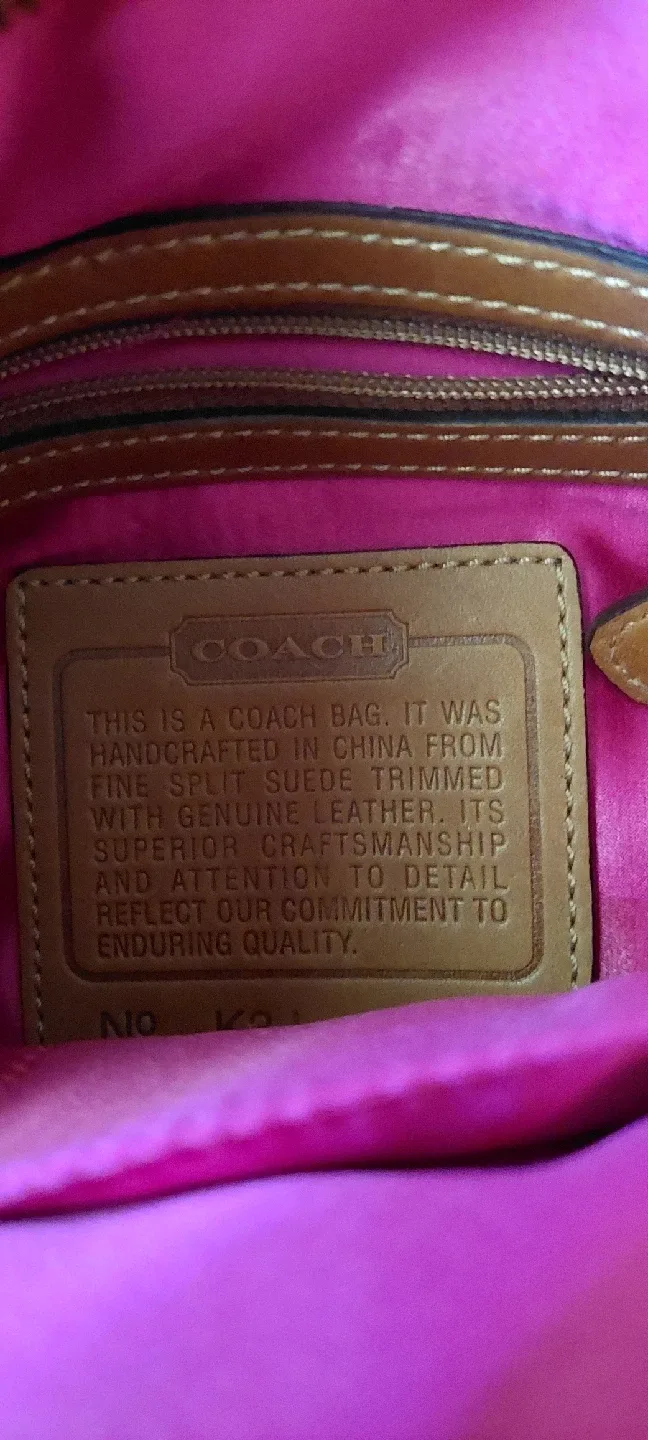 COACH
THIS IS A COACH BAG. IT WAS
HANDCRAFTED IN CHINA FROM
FINE SPLIT SUEDE TRIMMED
WITH GENUINE LEATHER. ITS
SUPERIOR CRAFTSMANSHIP
AND ATTENTION TO DETAIL
REFLECT OUR COMMITMENT TO
ENDURING QUALITY.
No